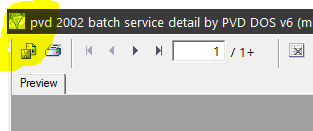 pvd 2002 batch service detail by PVD DOS v6 (m
1 / 1+
Preview